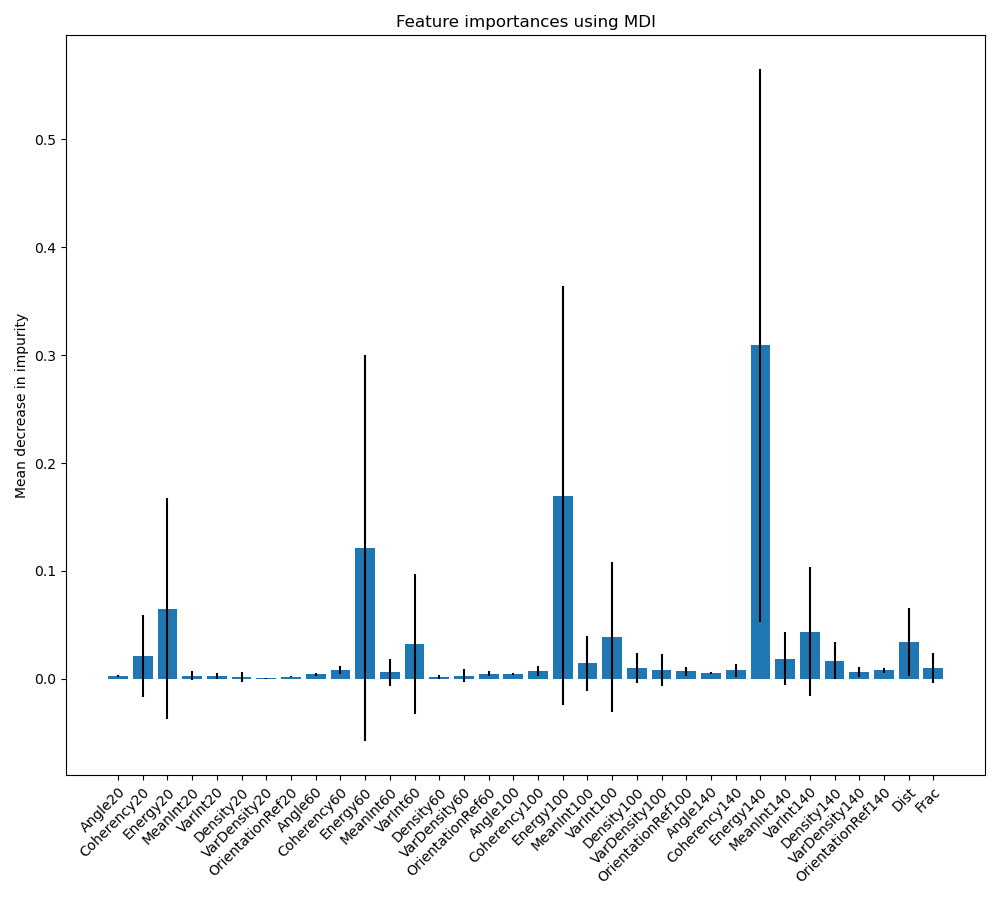 Feature importances using MDI
Mean decrease in impurity
0.5
0.4
0.3
0.2
0.1
0.0
Angle20
Coherency20
Energy20
MeanInt20
VarInt20
Density20
VarDensity20
OrientationRef20
Angle60
Coherency60
Energy60
MeanInt60
VarInt60
Density60
VarDensity60
OrientationRef60
Angle100
Coherency100
Energy100
MeanInt100
VarInt100
Density100
VarDensity100
OrientationRef100
Angle140
Coherency140
Energy140
MeanInt140
VarInt140
Density140
VarDensity140
OrientationRef140
Dist
Frac